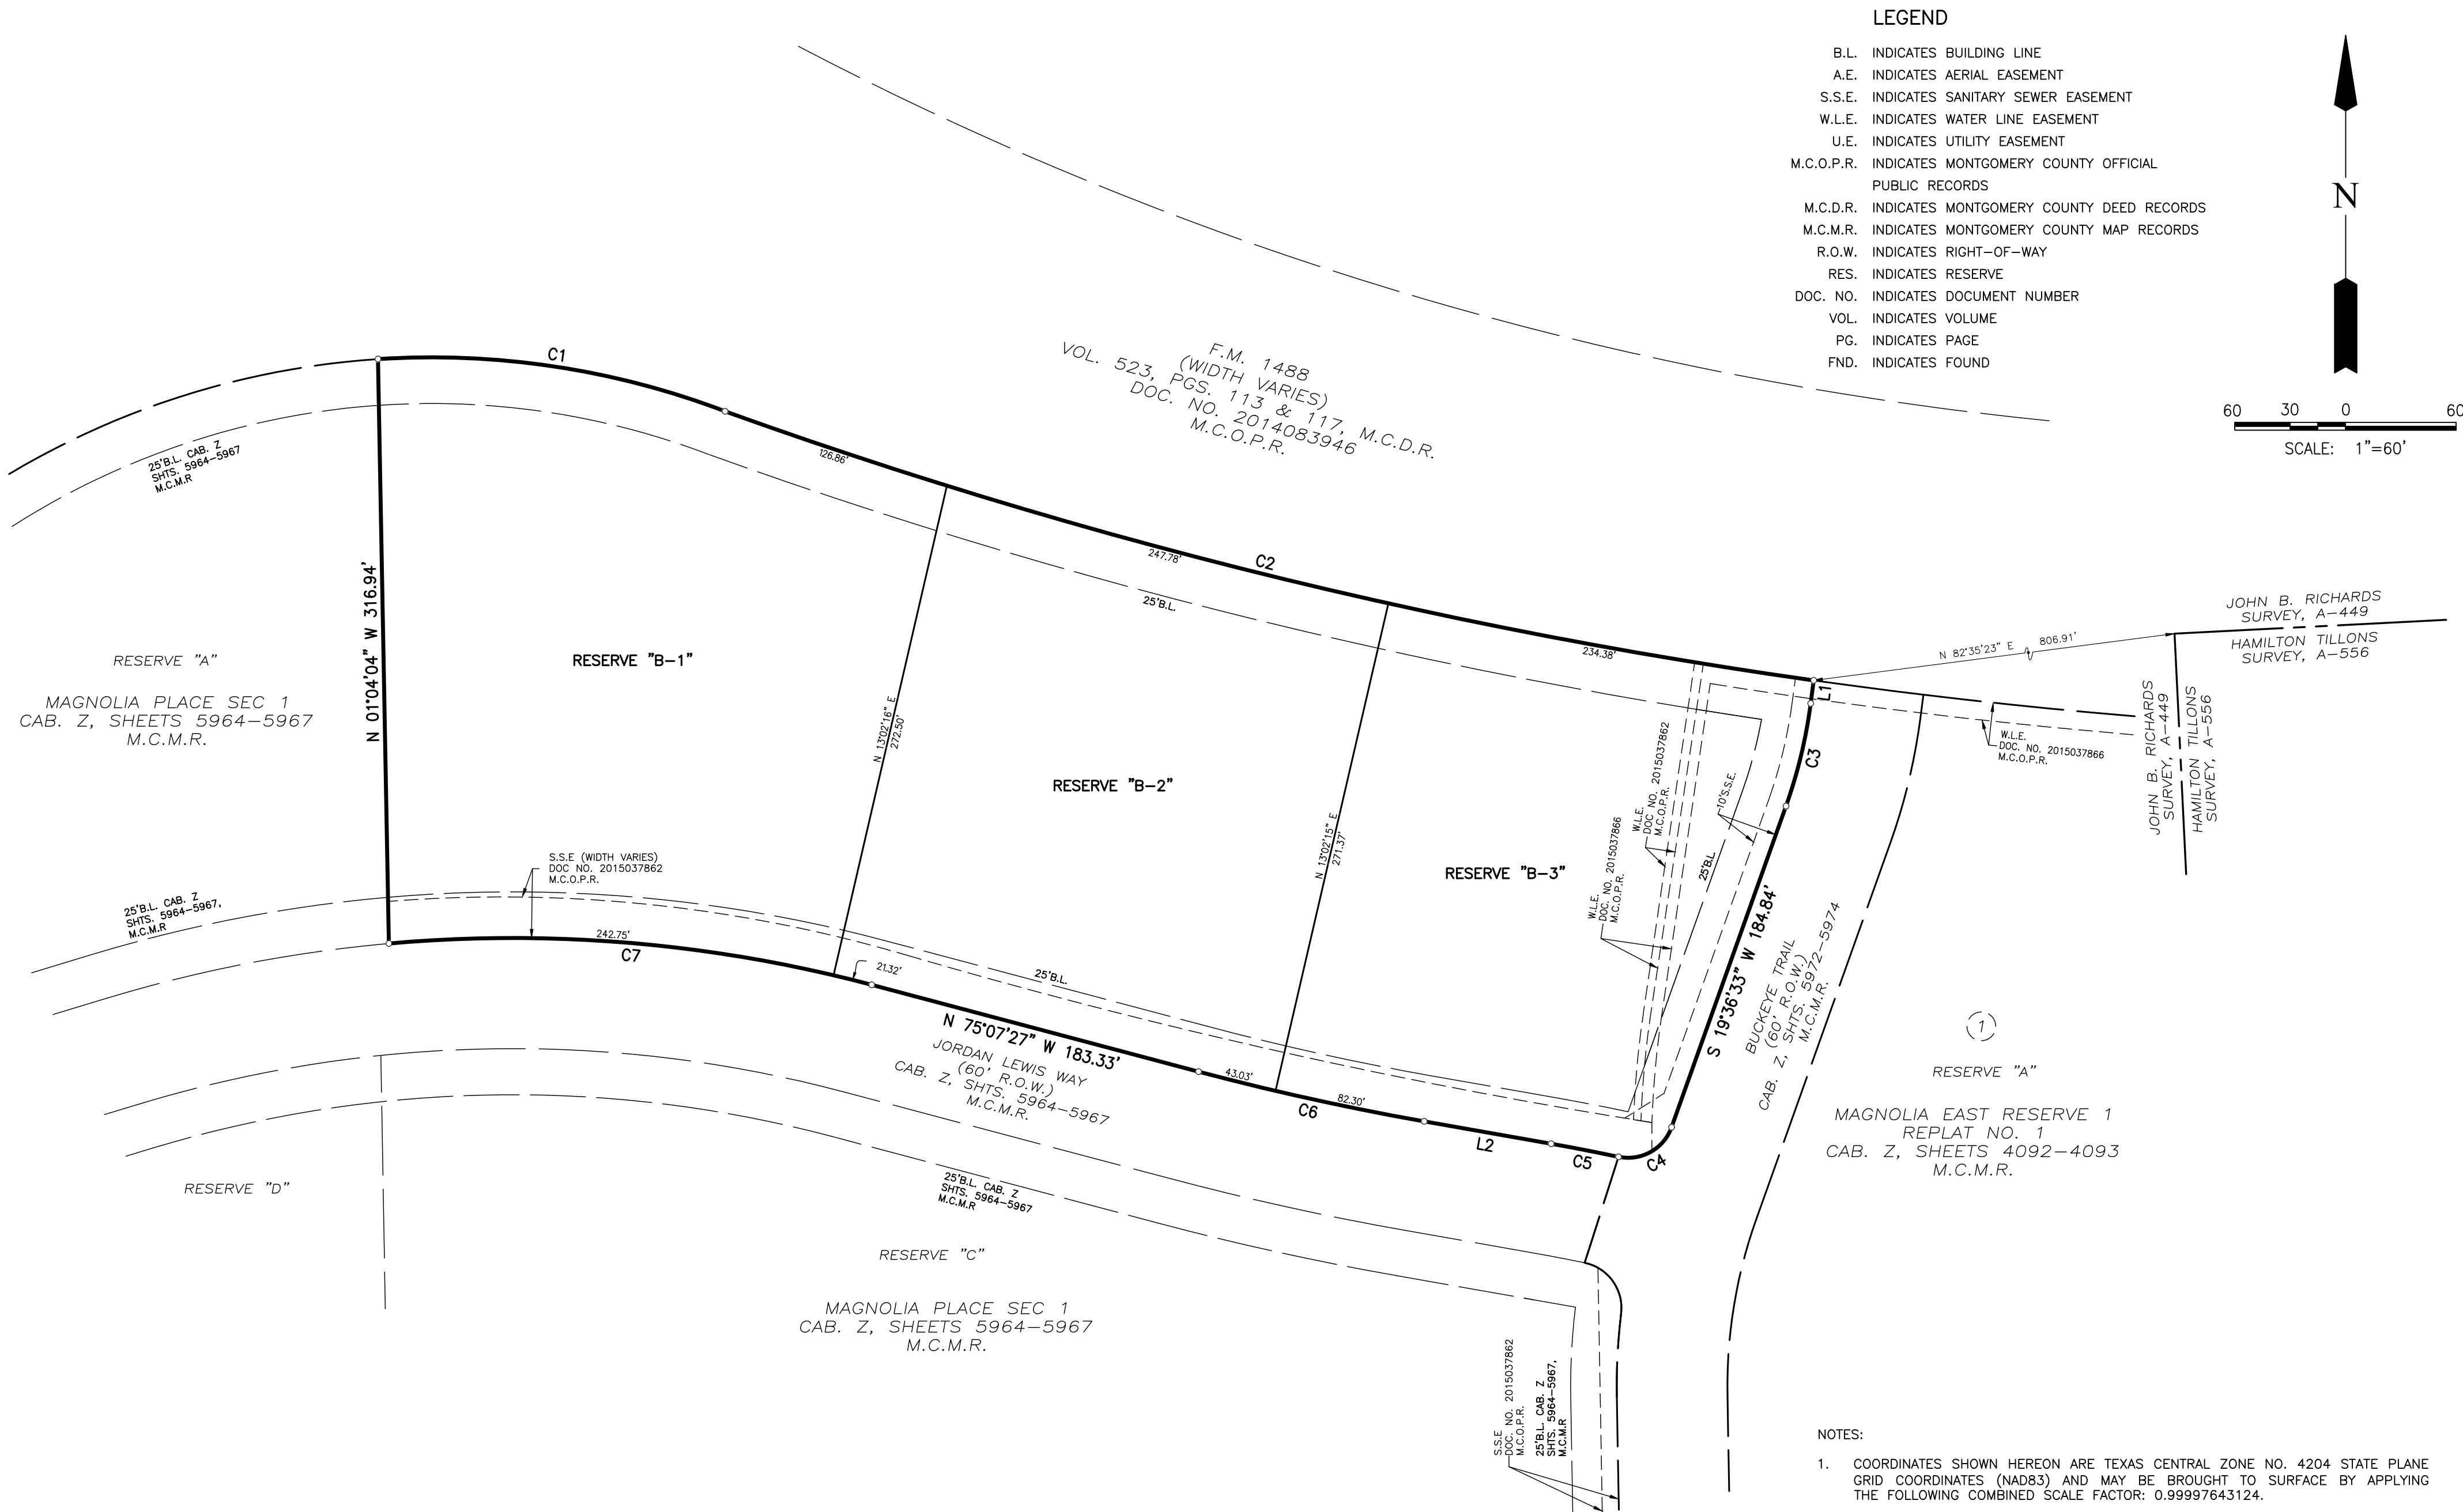 LEGEND
B.L. INDICATES BUILDING LINE
A.E. INDICATES AERIAL EASEMENT
S.S.E. INDICATES SANITARY SEWER EASEMENT
W.L.E. INDICATES WATER LINE EASEMENT
U.E. INDICATES UTILITY EASEMENT
M.C.O.P.R. INDICATES MONTGOMERY COUNTY OFFICIAL
PUBLIC RECORDS
M.C.D.R. INDICATES MONTGOMERY COUNTY DEED RECORDS
M.C.M.R. INDICATES MONTGOMERY COUNTY MAP RECORDS
R.O.W. INDICATES RIGHT-OF-WAY
RES. INDICATES RESERVE
DOC. NO. INDICATES DOCUMENT NUMBER
VOL. INDICATES VOLUME
PG. INDICATES PAGE
FND. INDICATES FOUND
N
60 30 0 60
SCALE: 1"=60'
F.M. 1488
(WIDTH VARIES)
VOL. 523, PGS. 113 & 117, M.C.D.R.
DOC. NO. 2014083946
M.C.O.P.R.
C1
126.86'
25'B.L. CAB. Z
SHTS. 5964-5967
M.C.M.R
247.78'
C2
25'B.L.
234.38'
N 01°04'04" W 316.94'
RESERVE "A"
MAGNOLIA PLACE SEC 1
CAB. Z, SHEETS 5964-5967
M.C.M.R.
RESERVE "B-1"
N 13°02'16" E
272.50'
RESERVE "B-2"
N 13°02'15" E
271.37'
RESERVE "B-3"
W.L.E.
DOC NO. 2015037862
M.C.O.P.R.
W.L.E.
DOC. NO. 2015037866
M.C.O.P.R.
10'S.S.E.
25'B.L.
L1
C3
N 82°35'23" E 806.91'
JOHN B. RICHARDS
SURVEY, A-449
HAMILTON TILLONS
SURVEY, A-556
JOHN B. RICHARDS
SURVEY, A-449
HAMILTON TILLONS
SURVEY, A-556
W.L.E.
DOC. NO. 2015037866
M.C.O.P.R.
S 19°36'33" W 184.84'
BUCKEYE TRAIL
(60' R.O.W.)
CAB. Z, SHTS. 5972-5974
M.C.M.R.
S.S.E (WIDTH VARIES)
DOC NO. 2015037862
M.C.O.P.R.
25'B.L. CAB. Z
SHTS. 5964-5967,
M.C.M.R
242.75'
C7
21.32'
25'B.L.
N 75°07'27" W 183.33'
JORDAN LEWIS WAY
(60' R.O.W.)
CAB. Z, SHTS. 5964-5967
M.C.M.R.
43.03'
C6
82.30'
L2
C5
C4
1
RESERVE "A"
MAGNOLIA EAST RESERVE 1
REPLAT NO. 1
CAB. Z, SHEETS 4092-4093
M.C.M.R.
RESERVE "D"
25'B.L. CAB. Z
SHTS. 5964-5967
M.C.M.R
RESERVE "C"
MAGNOLIA PLACE SEC 1
CAB. Z, SHEETS 5964-5967
M.C.M.R.
S.S.E
DOC. NO. 2015037862
M.C.O.P.R.
25'B.L. CAB. Z
SHTS. 5964-5967,
M.C.M.R
NOTES:
1. COORDINATES SHOWN HEREON ARE TEXAS CENTRAL ZONE NO. 4204 STATE PLANE
GRID COORDINATES (NAD83) AND MAY BE BROUGHT TO SURFACE BY APPLYING
THE FOLLOWING COMBINED SCALE FACTOR: 0.99997643124.